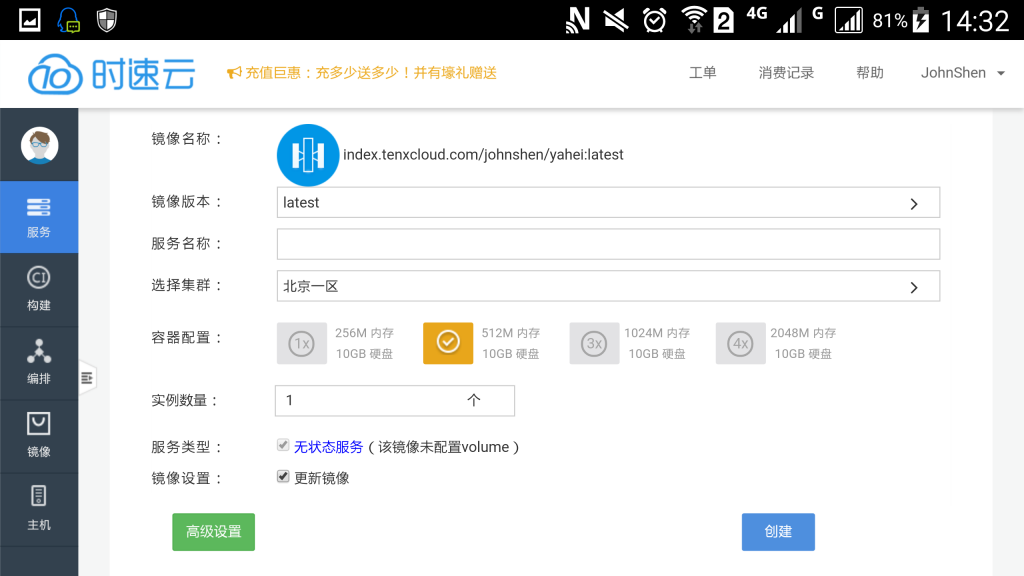 2 4G G 81% 14:32
时速云 充值巨惠：充多少送多少！并有壕礼赠送 工单 消费记录 帮助 JohnShen
服务
CI
构建
编排
镜像
主机
镜像名称： index.tenxcloud.com/johnshen/yahei:latest
镜像版本： latest
服务名称：
选择集群： 北京一区
容器配置： 1x 256M 内存 10GB 硬盘 512M 内存 10GB 硬盘 3x 1024M 内存 10GB 硬盘 4x 2048M 内存 10GB 硬盘
实例数量： 1 个
服务类型： 无状态服务（该镜像未配置volume）
镜像设置： 更新镜像
高级设置 创建